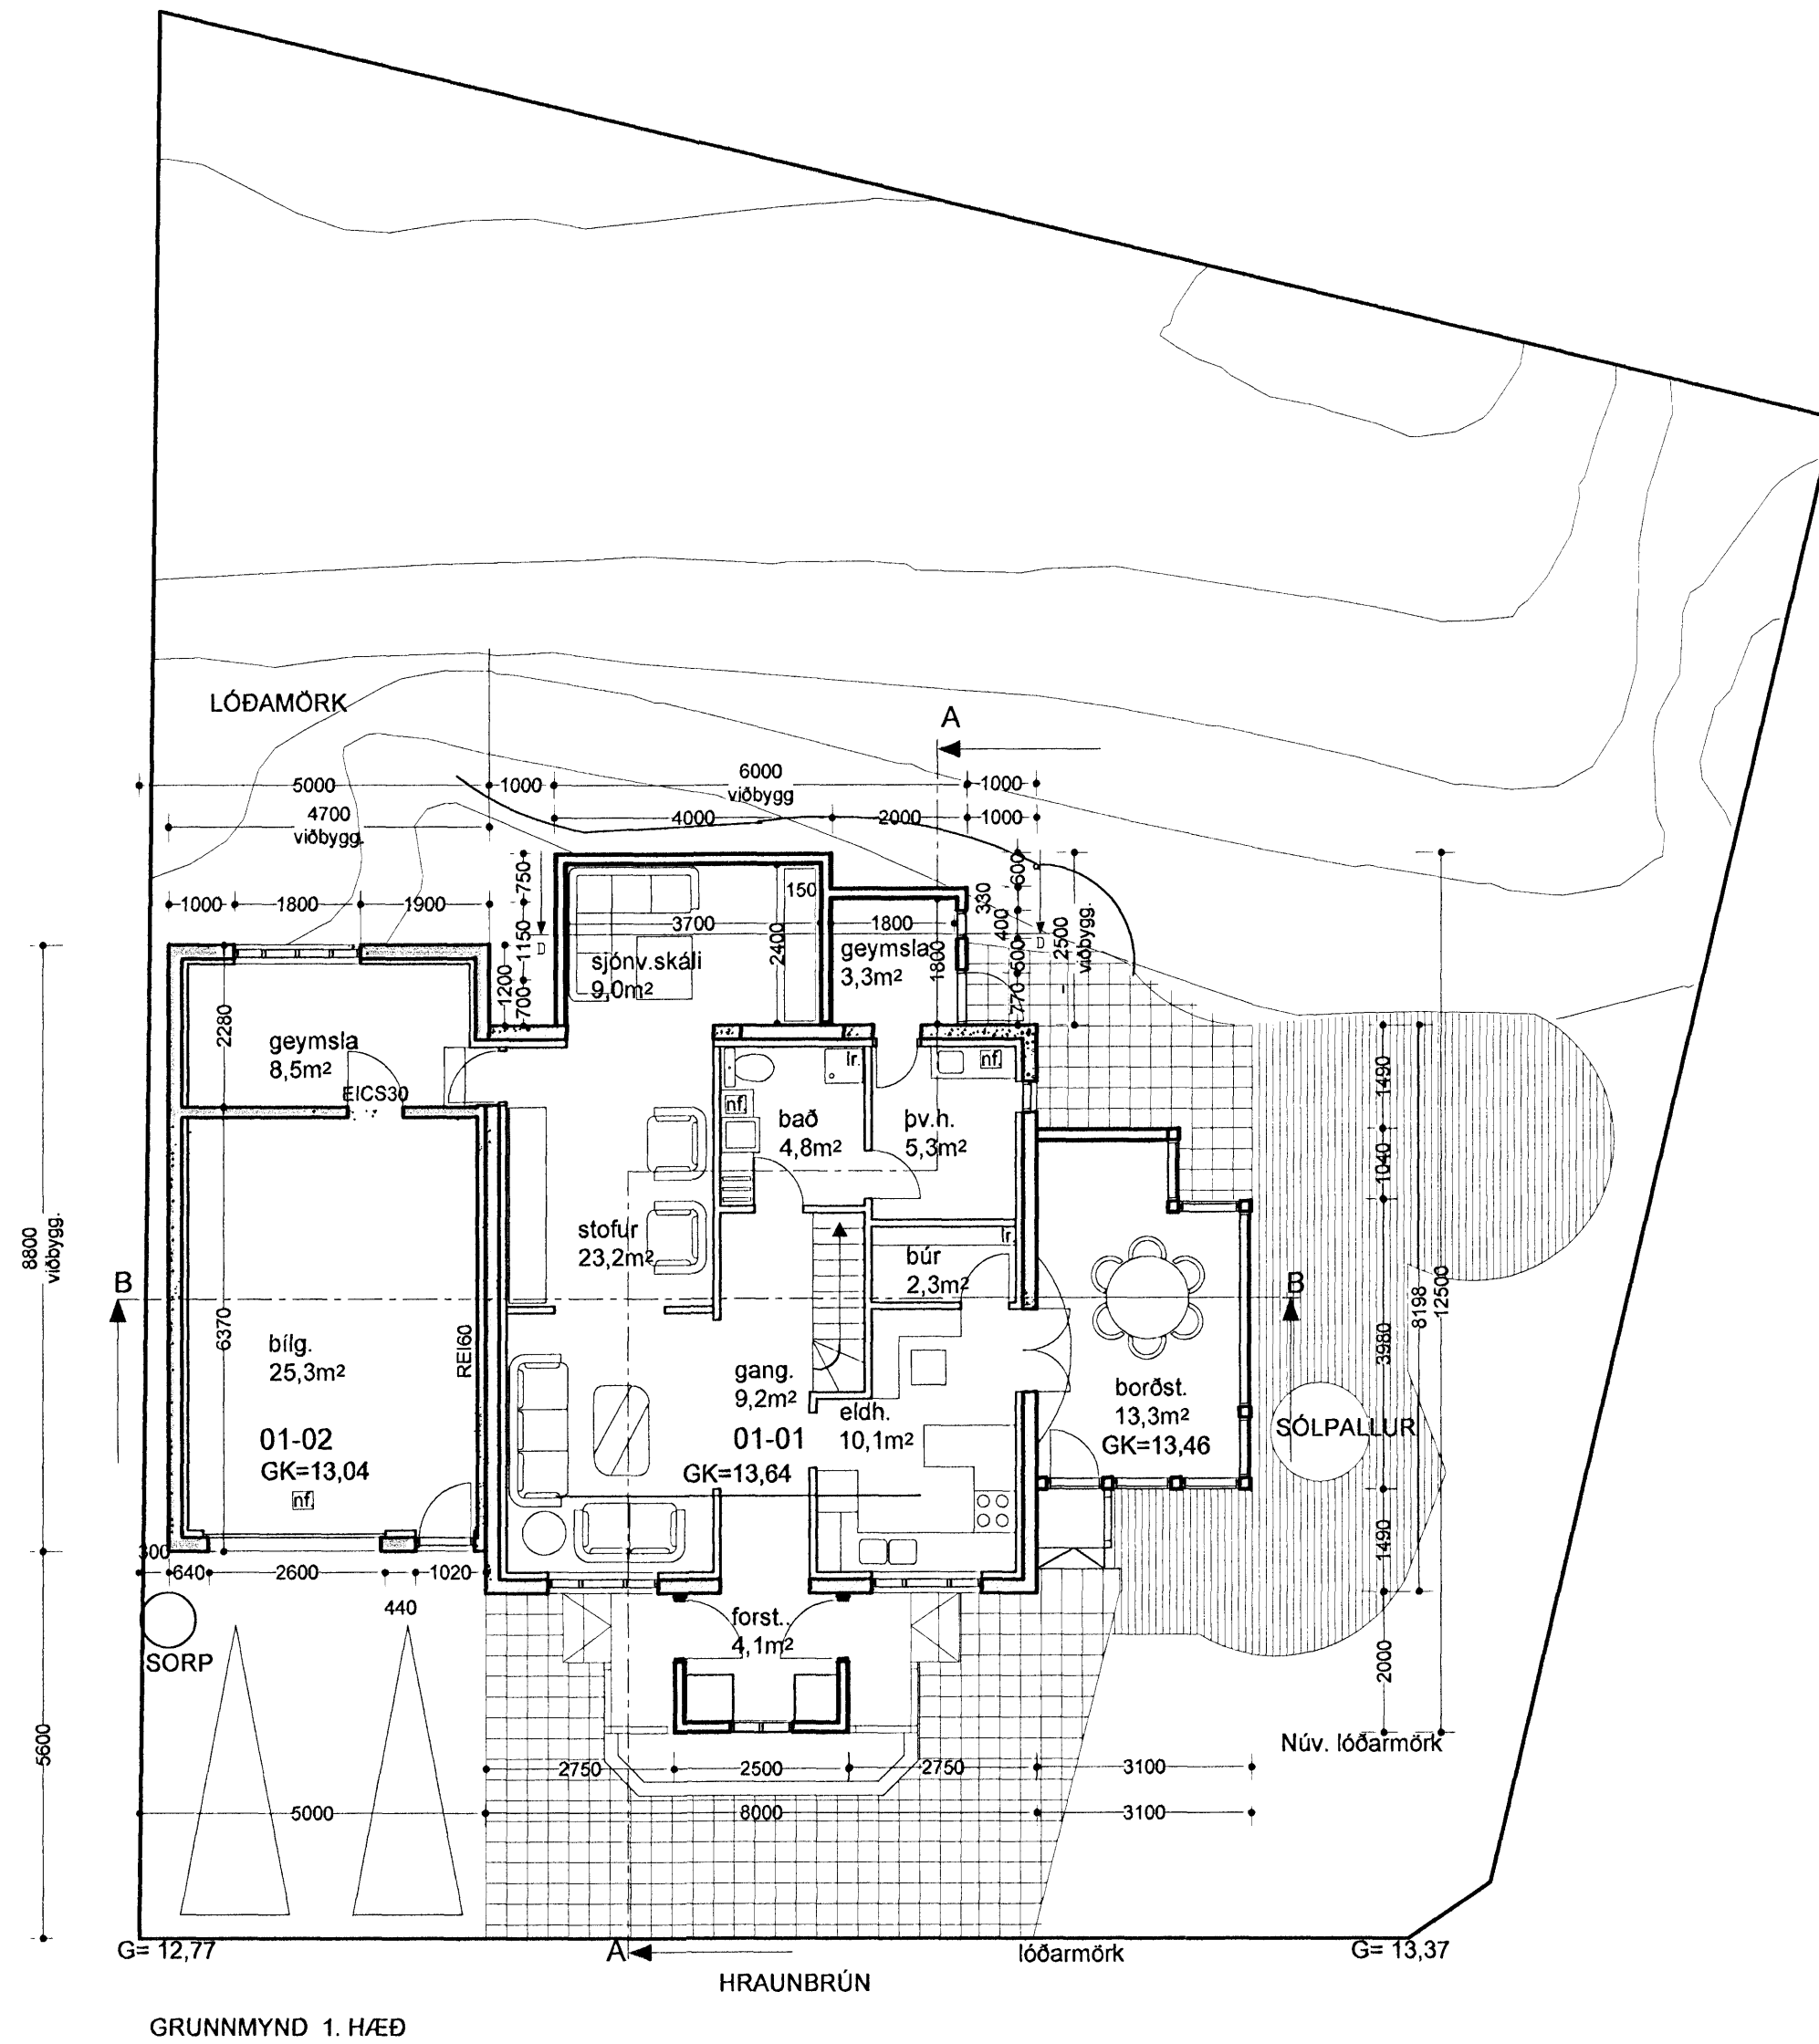 LÓÐAMÖRK
A
5000
1000
6000
viðbygg
1000
4700
viðbygg.
4000
2000
1000
1000
1800
1900
750
1150
700
1200
D
150
3700
2400
1800
1800
600
330
400
600
770
D
2500
viðbygg.
sjónv.skáli
9,0m²
geymsla
3,3m²
geymsla
8,5m²
2280
EICS30
ír.
nf.
nf.
bað
4,8m²
þv.h.
5,3m²
1490
1040
8800
viðbygg.
stofur
23,2m²
búr
2,3m²
ír.
B
B
6370
REI60
3980
8198
12500
bílg.
25,3m²
gang.
9,2m²
borðst.
13,3m²
GK=13,46
SÓLPALLUR
eldh.
10,1m²
01-02
GK=13,04
nf.
01-01
GK=13,64
1490
300
640
2600
1020
440
forst..
4,1m²
SORP
2000
5600
Núv. lóðarmörk
2750
2500
2750
3100
5000
8000
3100
G= 12,77
A
lóðarmörk
G= 13,37
HRAUNBRÚN
GRUNNMYND 1. HÆÐ